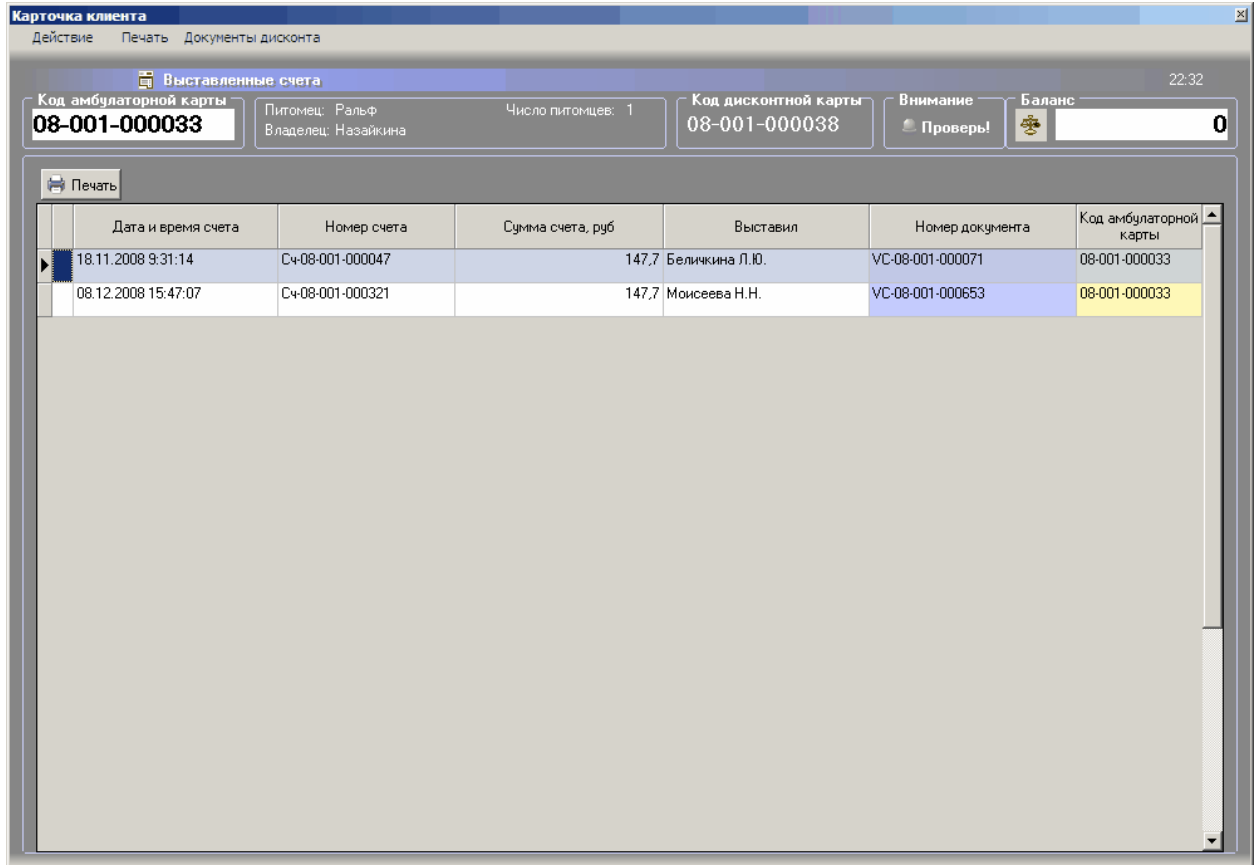 Карточка клиента
Действие Печать Документы дисконта
Выставленные счета 22:32
Код амбулаторной карты
08-001-000033
Питомец: Ральф Число питомцев: 1
Владелец: Назайкина
Код дисконтной карты
08-001-000038
Внимание
Проверь!
Баланс
0
Печать
Дата и время счета Номер счета Сумма счета, руб Выставил Номер документа Код амбулаторной
карты
18.11.2008 9:31:14 Сч-08-001-000047 147,7 Беличкина Л.Ю. VC-08-001-000071 08-001-000033
08.12.2008 15:47:07 Сч-08-001-000321 147,7 Моисеева Н.Н. VC-08-001-000653 08-001-000033